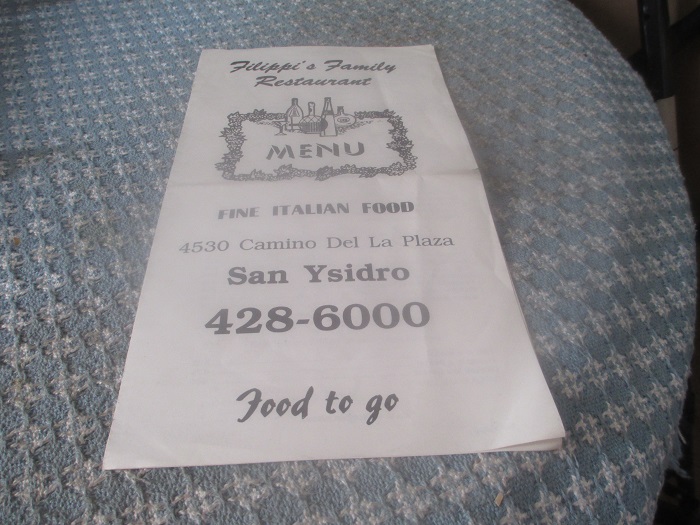 Filippi's Family
Restaurant
MENU
FINE ITALIAN FOOD
4530 Camino Del La Plaza
San Ysidro
428-6000
Food to go